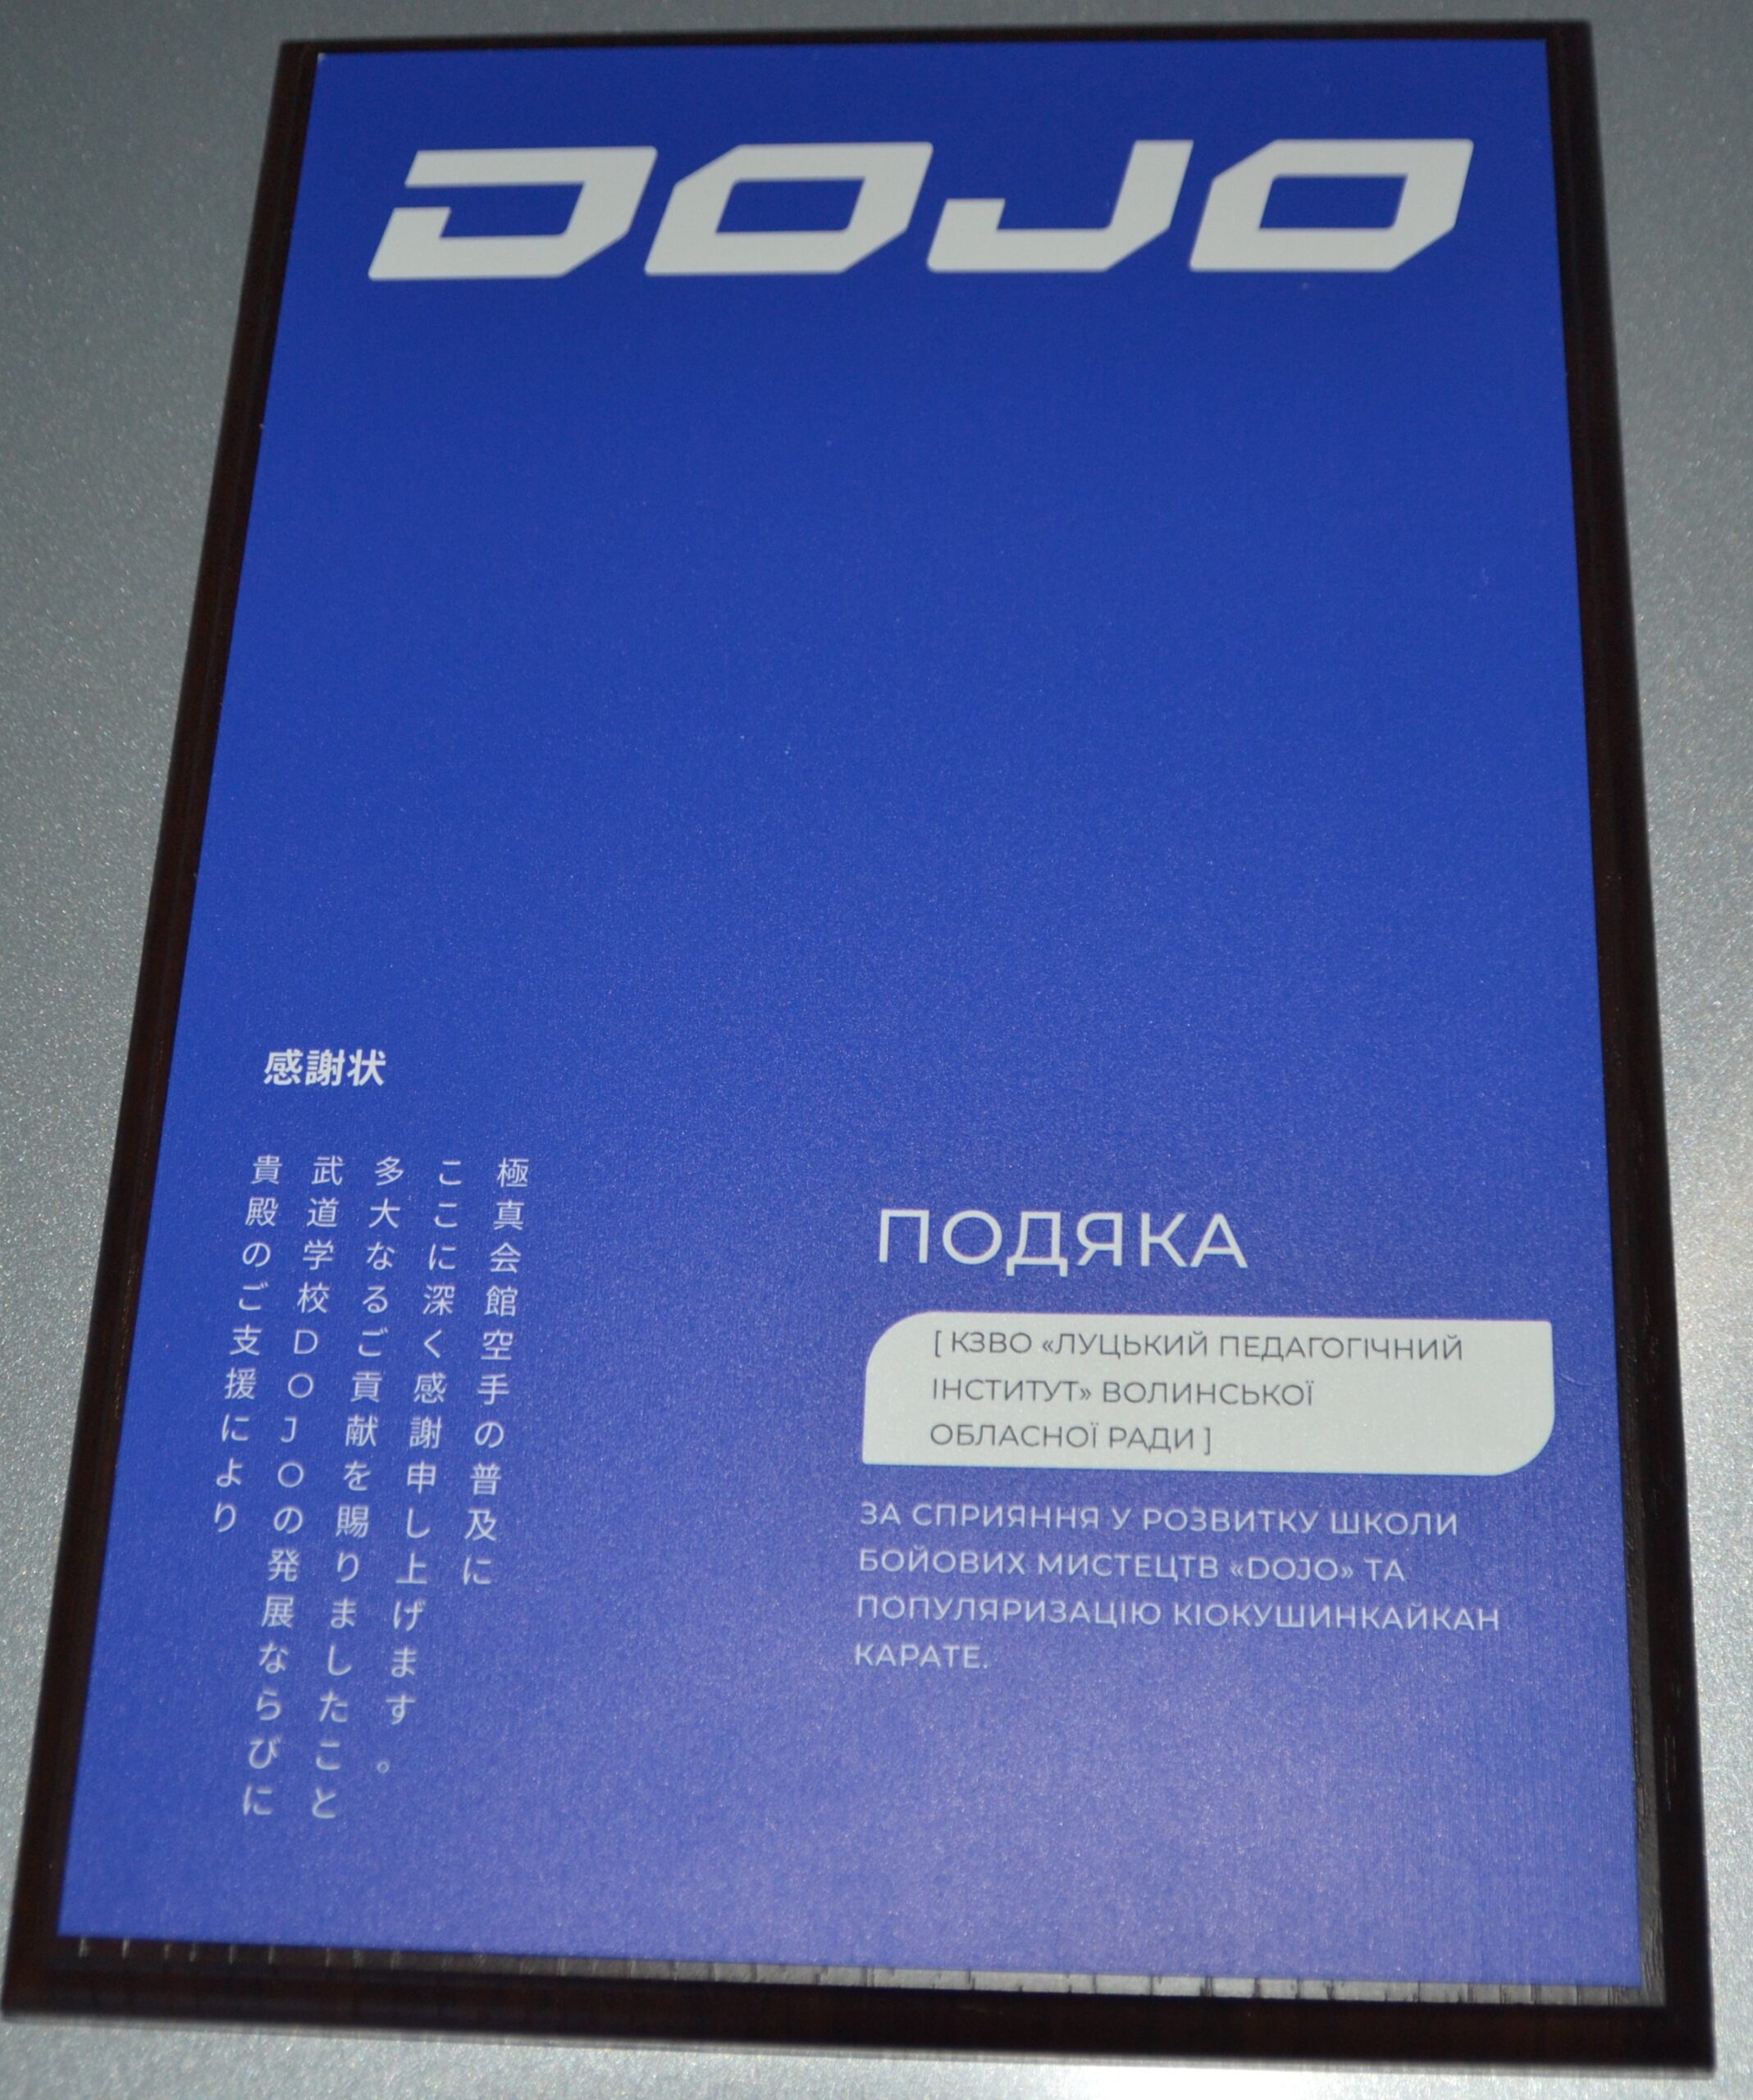 DOJO
感謝状
極真会館空手の普及に
ここに深く感謝申し上げます。
多大なるご貢献を賜りましたこと
武道学校DOJOの発展ならびに
貴殿のご支援により
ПОДЯКА
[ КЗВО «ЛУЦЬКИЙ ПЕДАГОГІЧНИЙ
ІНСТИТУТ» ВОЛИНСЬКОЇ
ОБЛАСНОЇ РАДИ ]
ЗА СПРИЯННЯ У РОЗВИТКУ ШКОЛИ
БОЙОВИХ МИСТЕЦТВ «DOJO» ТА
ПОПУЛЯРИЗАЦІЮ КІОКУШИНКАЙКАН
КАРАТЕ.